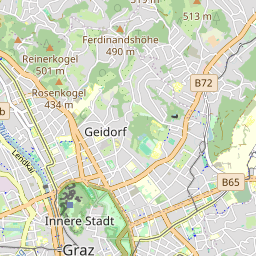 519 m
513 m
Ferdinandshöhe
490 m
Reinerkogel
501 m
B72
Rosenkogel
434 m
b
Geidorf
Lendkai
B65
Innere Stadt
Graz